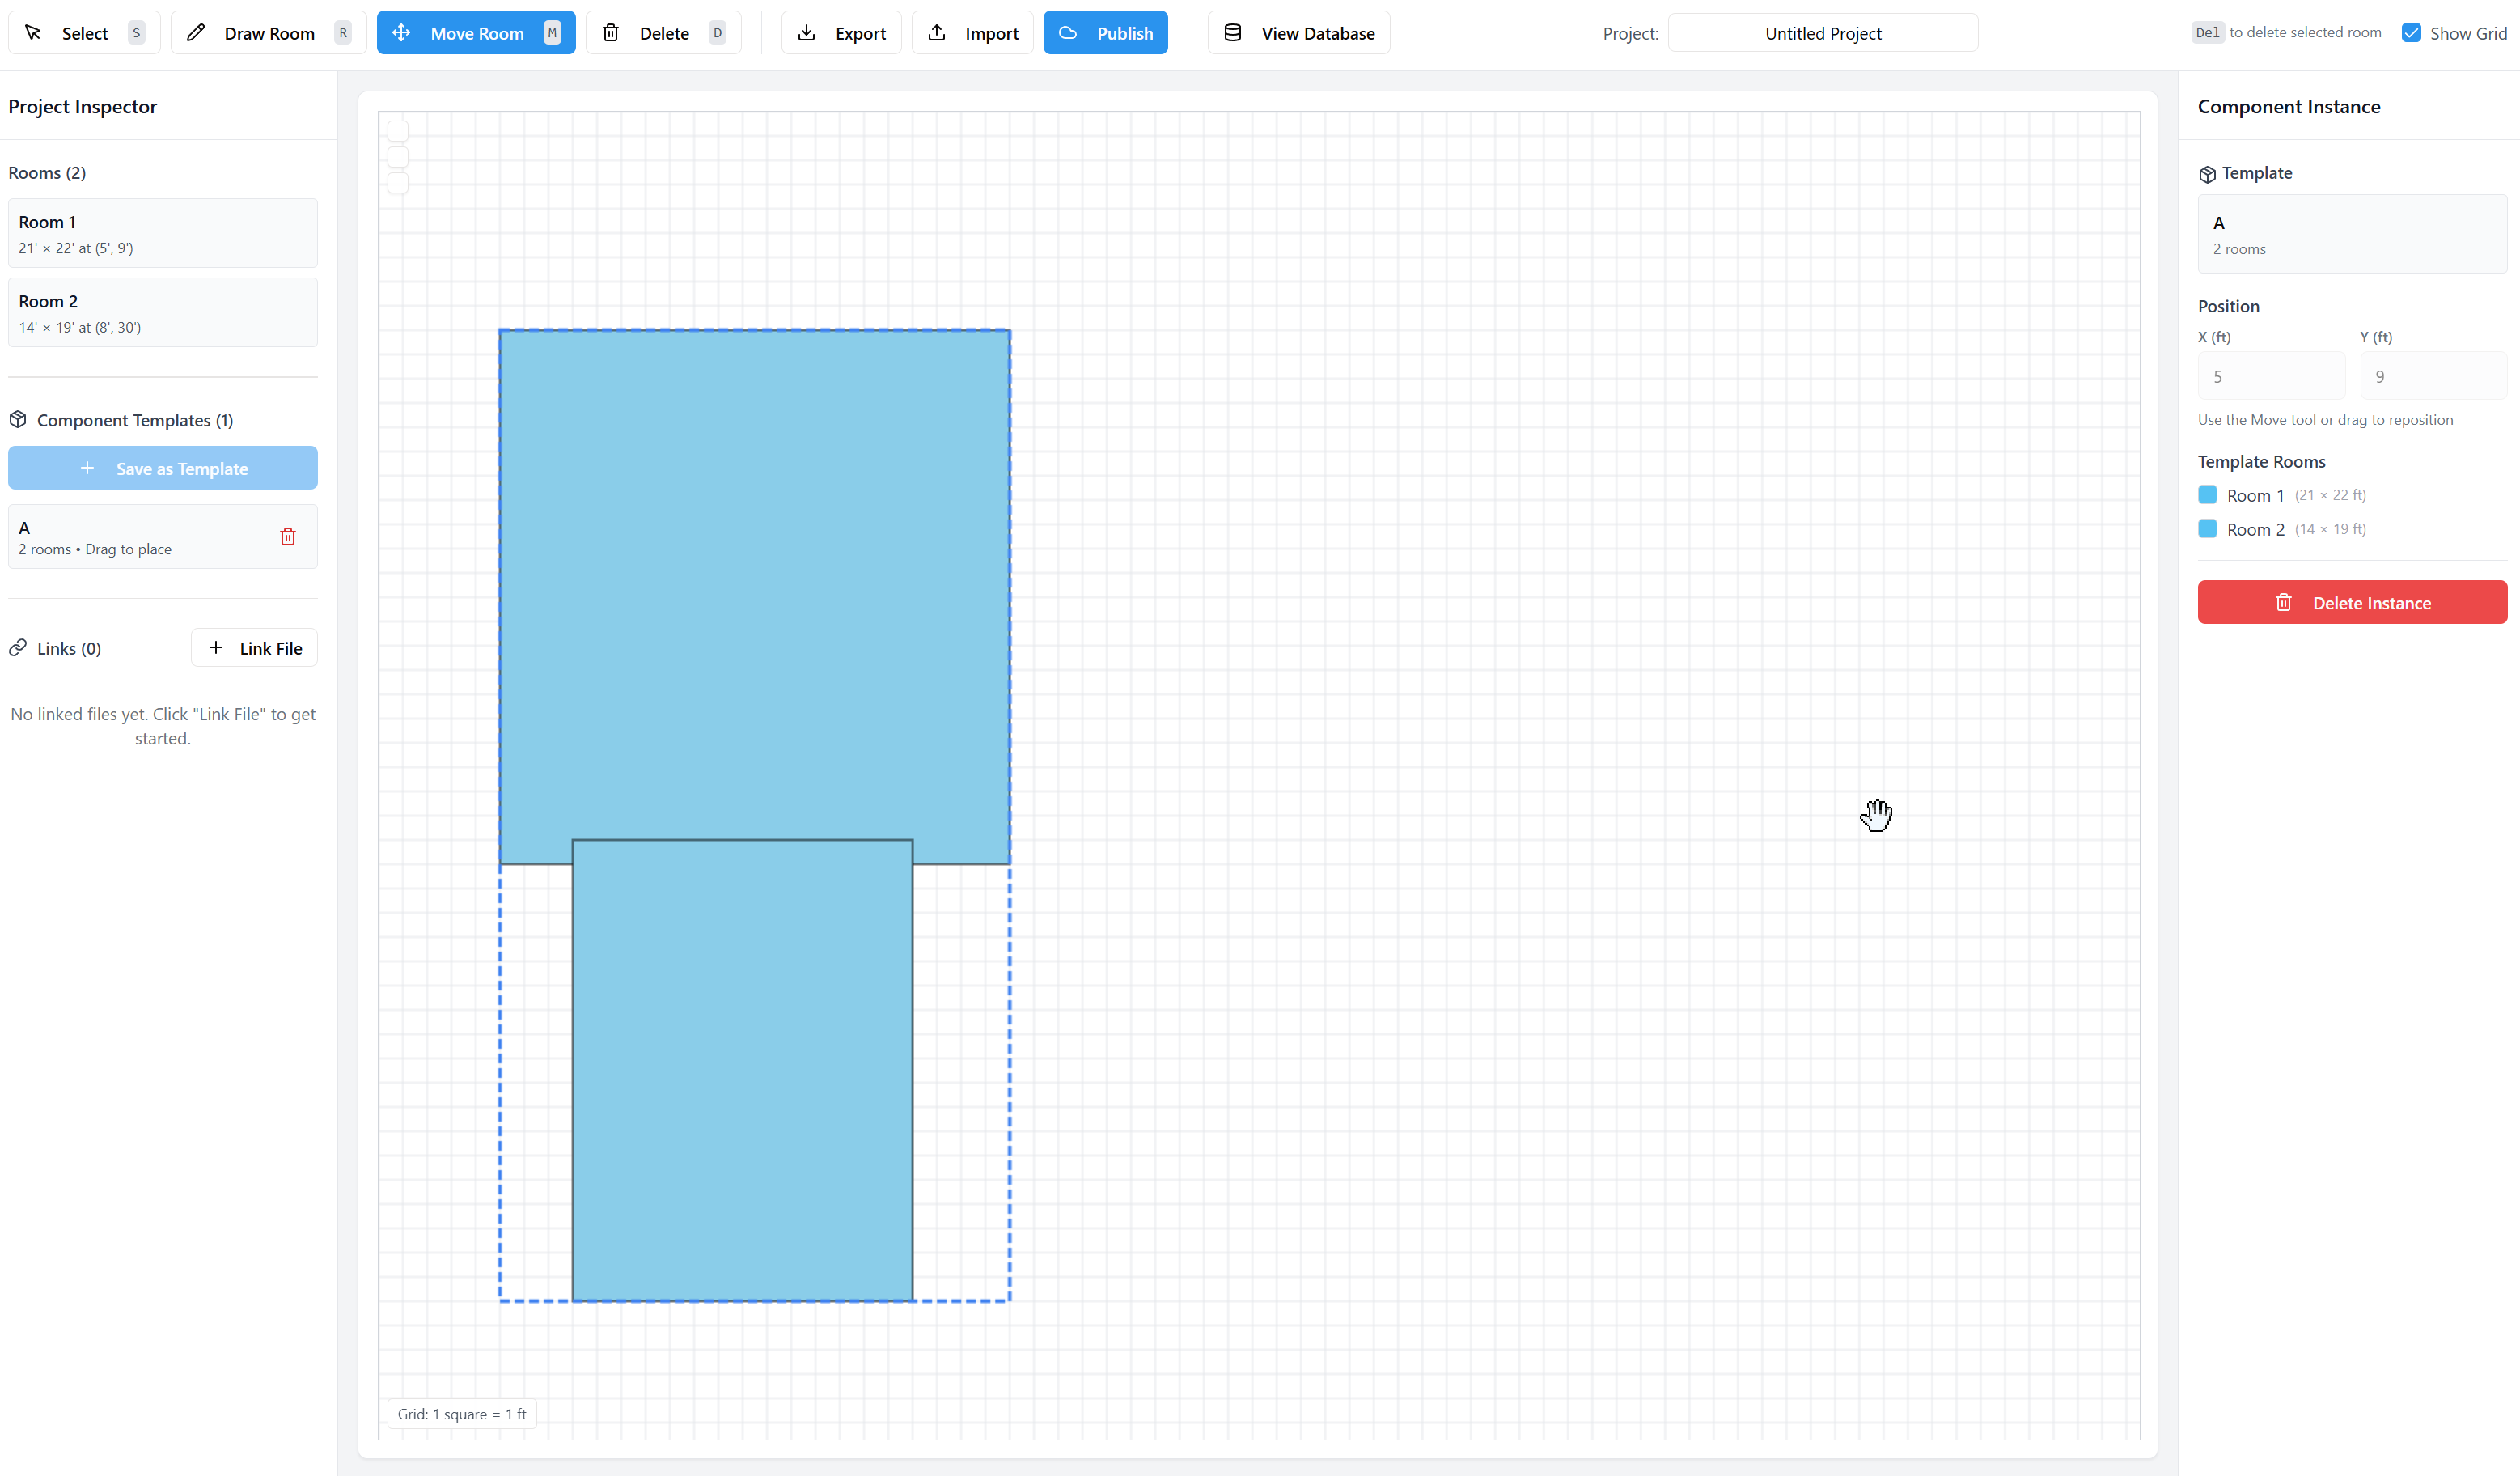 Select S Draw Room R Move Room M Delete D Export Import Publish View Database Project: Untitled Project Del to delete selected room Show Grid
Project Inspector
Rooms (2)
Room 1
21' × 22' at (5', 9')
Room 2
14' × 19' at (8', 30')
Component Templates (1)
Save as Template
A
2 rooms • Drag to place
Links (0)
Link File
No linked files yet. Click "Link File" to get
started.
Grid: 1 square = 1 ft
Component Instance
Template
A
2 rooms
Position
X (ft) Y (ft)
5 9
Use the Move tool or drag to reposition
Template Rooms
Room 1 (21 × 22 ft)
Room 2 (14 × 19 ft)
Delete Instance